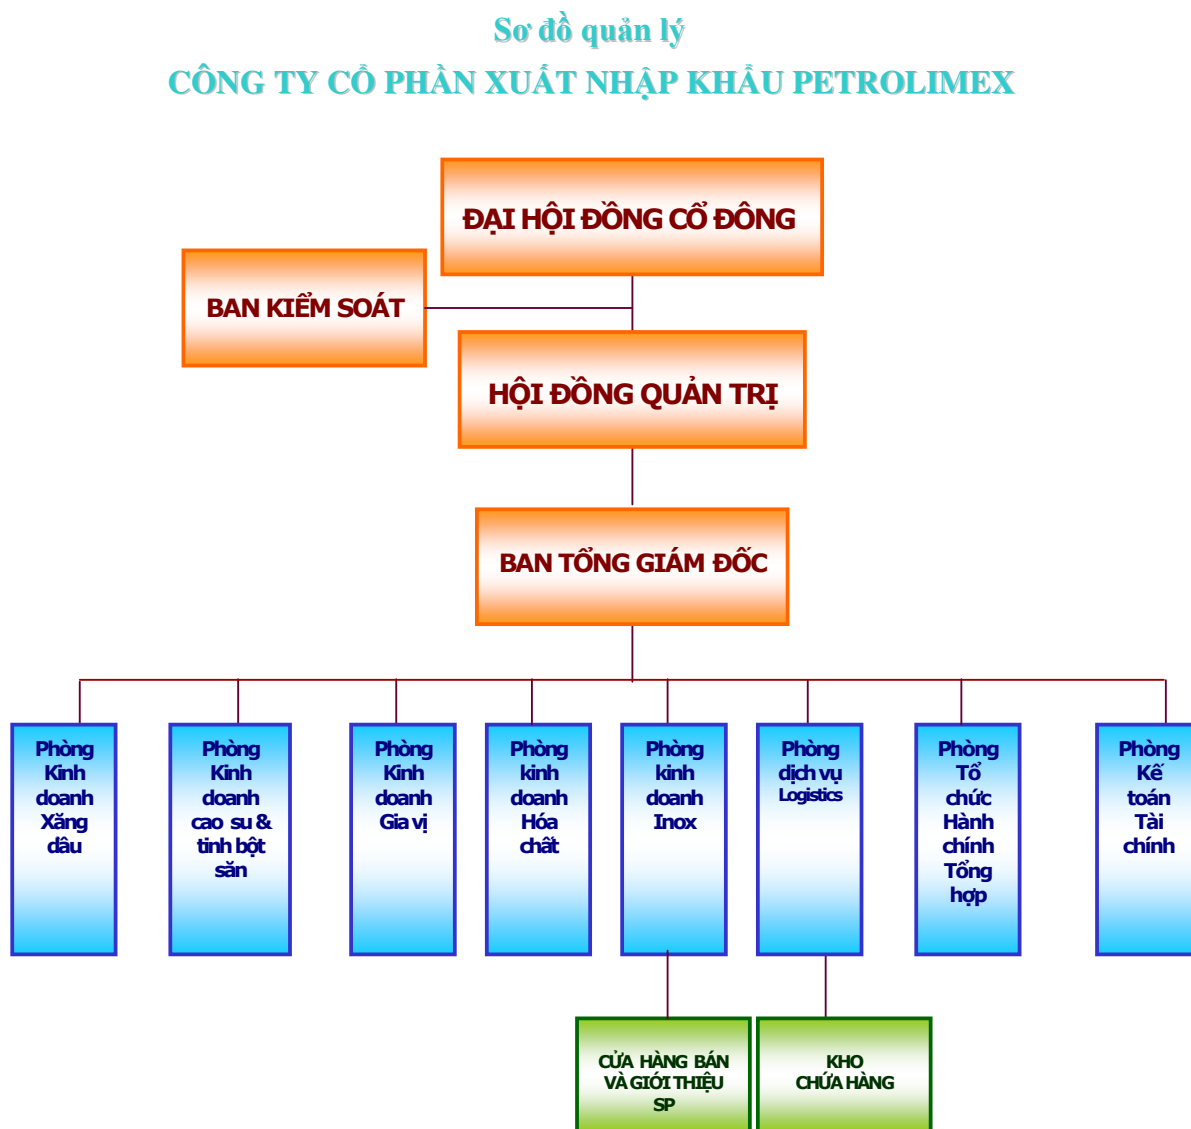 Sơ đồ quản lý
CÔNG TY CỔ PHẦN XUẤT NHẬP KHẨU PETROLIMEX
ĐẠI HỘI ĐỒNG CỔ ĐÔNG
BAN KIỂM SOÁT
HỘI ĐỒNG QUẢN TRỊ
BAN TỔNG GIÁM ĐỐC
Phòng
Kinh
doanh
Xăng
dầu
Phòng
Kinh
doanh
cao su &
tinh bột
sắn
Phòng
Kinh
doanh
Gia vị
Phòng
kinh
doanh
Hóa
chất
Phòng
kinh
doanh
Inox
Phòng
dịch vụ
Logistics
Phòng
Tổ
chức
Hành
chính
Tổng
hợp
Phòng
Kế
toán
Tài
chính
CỬA HÀNG BÁN
VÀ GIỚI THIỆU
SP
KHO
CHỨA HÀNG